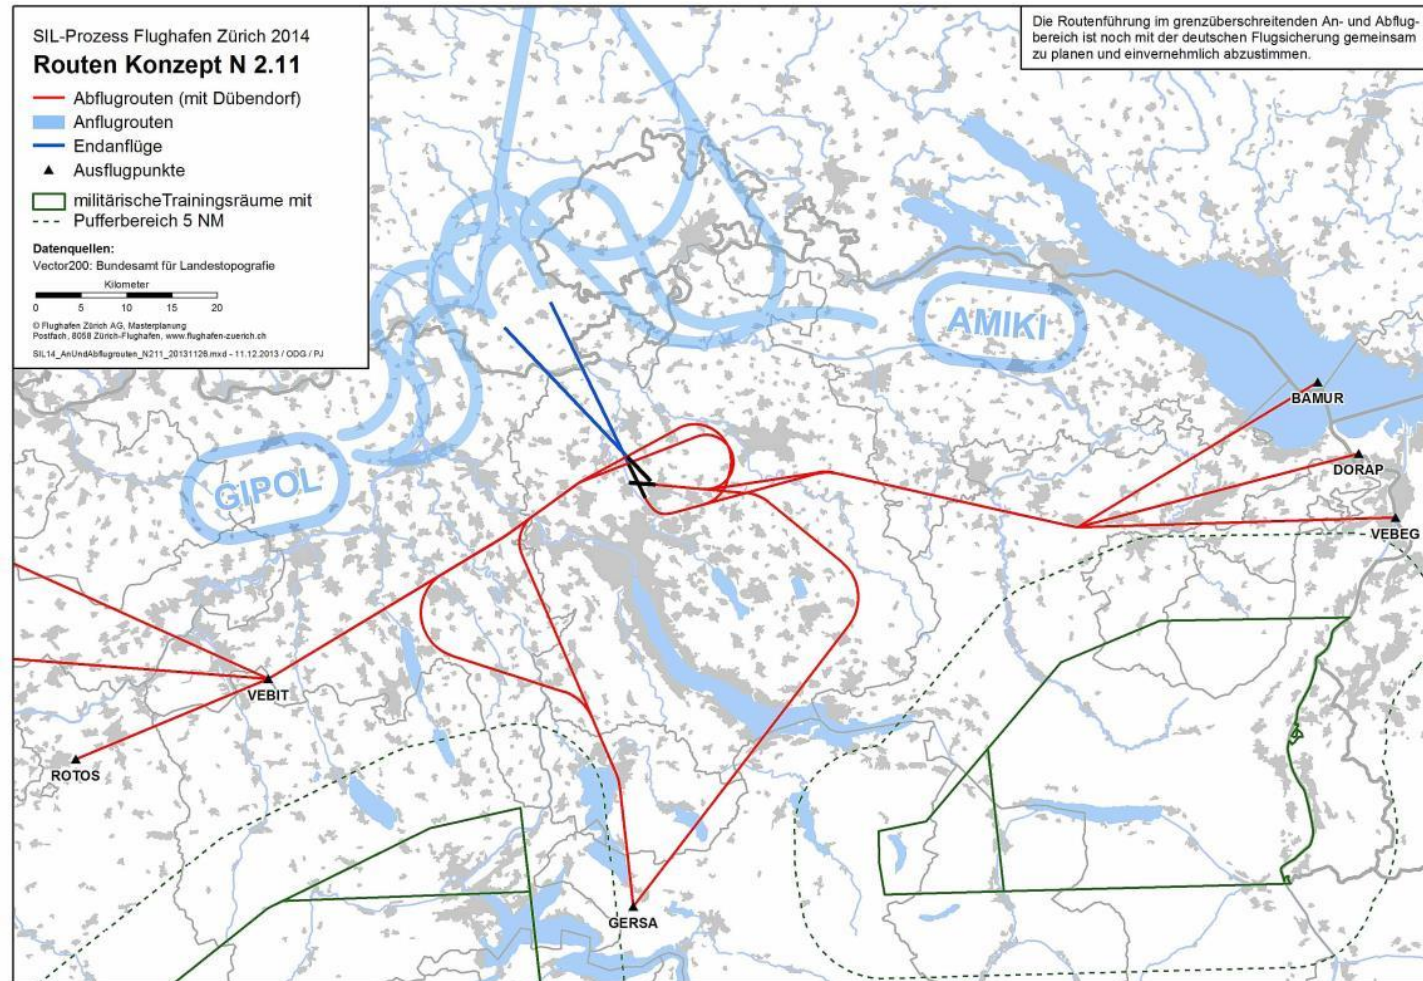 SIL-Prozess Flughafen Zürich 2014
Routen Konzept N 2.11
Abflugrouten (mit Dübendorf)
Anflugrouten
Endanflüge
Ausflugpunkte
militärischeTrainingsräume mit
Pufferbereich 5 NM
Datenquellen:
Vector200: Bundesamt für Landestopografie
Kilometer
0 5 10 15 20
© Flughafen Zürich AG, Masterplanung
Postfach, 8058 Zürich-Flughafen, www.flughafen-zuerich.ch
SIL14_AnUndAbflugrouten_N211_20131126.mxd - 11.12.2013 / ODG / PJ
Die Routenführung im grenzüberschreitenden An- und Abflug-
bereich ist noch mit der deutschen Flugsicherung gemeinsam
zu planen und einvernehmlich abzustimmen.
AMIKI
BAMUR
DORAP
GIPOL
VEBEG
VEBIT
ROTOS
GERSA